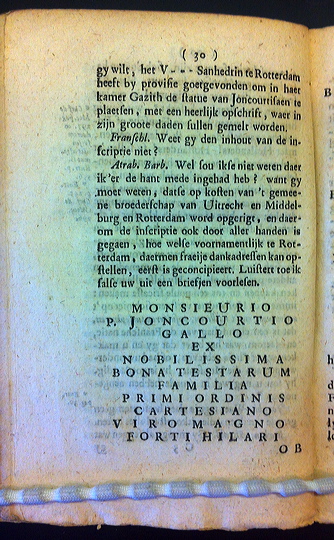 ( 30 )
gy wilt, het V - - - Sanhedrin te Rotterdam
heeft by provisie goetgevonden om in haer
kamer Gazith de statue van Joncourtisaen te
plaetsen, met een heerlijk opschrift, waer in
zijn groote daden sullen gemelt worden.
Franschl. Weet gy den inhout van de in-
scriptie niet?
Atrab. Barb. Wel sou ikse niet weten daer
ik'er de hant mede ingehad heb? want gy
moet weten, datse op kosten van 't gemee-
ne broederschap van Uitrecht en Middel-
burg en Rotterdam word opgerigt, en daer-
om de inscriptie ook door aller handen is
gegaen, hoe welse voornamentlijk te Rot-
terdam, daermen fraeije dankadressen kan op-
stellen, eerst is geconcipieert. Luistert toe ik
salse uw uit een briefjen voorlesen.
MONSIEURIO
P. JONCOURTIO
GALLO
EX
NOBILISSIMA
BONA TESTARUM
FAMILIA
PRIMI ORDINIS
CARTESIANO
VIRO MAGNO
FORTI HILARI
OB